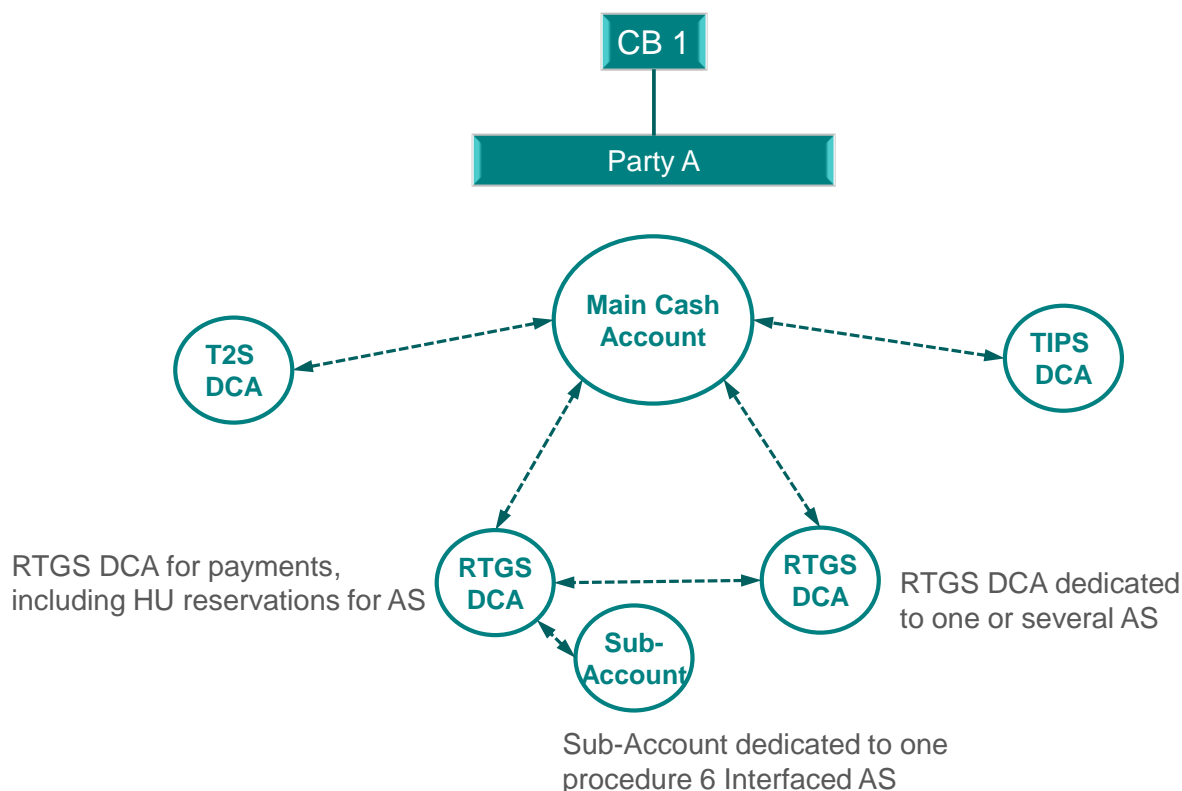 CB 1
Party A
Main Cash
Account
T2S
DCA
TIPS
DCA
RTGS DCA for payments,
including HU reservations for AS
RTGS
DCA
RTGS
DCA
RTGS DCA dedicated
to one or several AS
Sub-
Account
Sub-Account dedicated to one
procedure 6 Interfaced AS